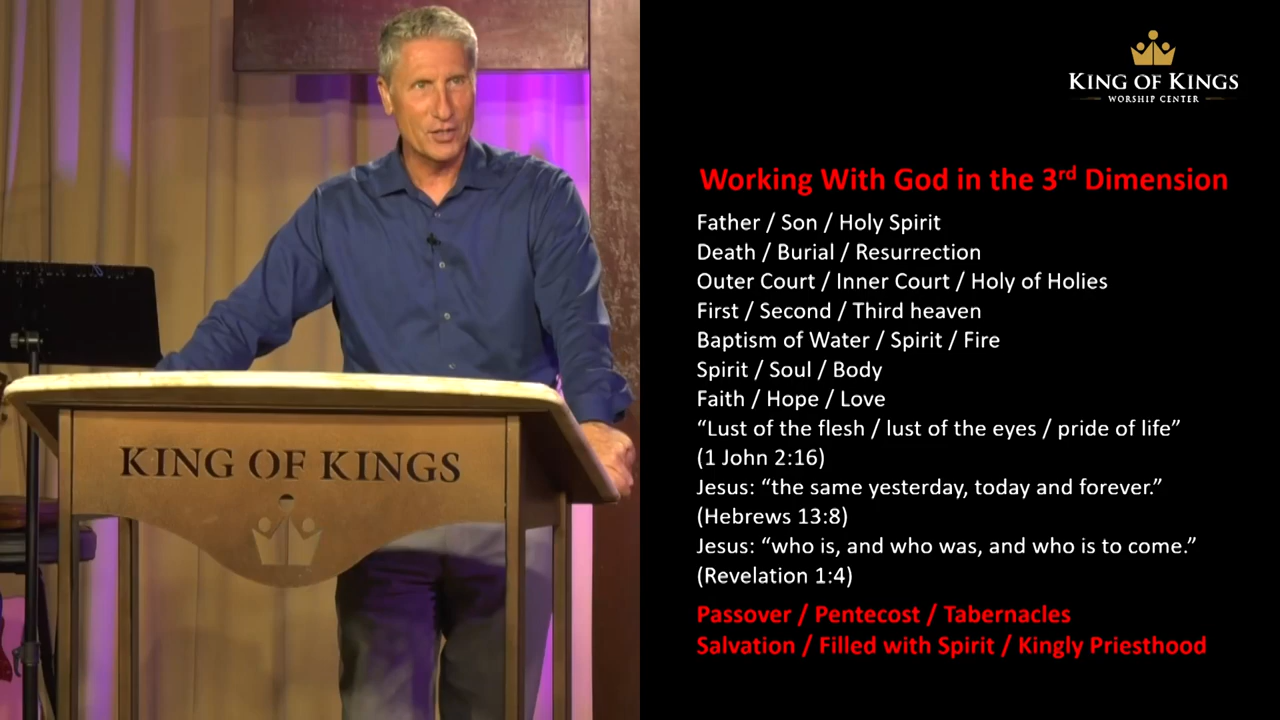 KING OF KINGS
KING OF KINGS
WORSHIP CENTER
Working With God in the 3rd Dimension
Father / Son / Holy Spirit
Death / Burial / Resurrection
Outer Court / Inner Court / Holy of Holies
First / Second / Third heaven
Baptism of Water / Spirit / Fire
Spirit / Soul / Body
Faith / Hope / Love
“Lust of the flesh / lust of the eyes / pride of life”
(1 John 2:16)
Jesus: “the same yesterday, today and forever.”
(Hebrews 13:8)
Jesus: “who is, and who was, and who is to come.”
(Revelation 1:4)
Passover / Pentecost / Tabernacles
Salvation / Filled with Spirit / Kingly Priesthood